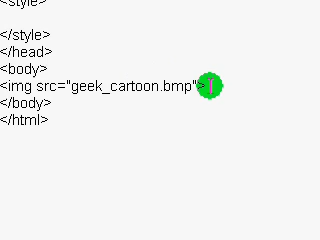 <style>

</style>
</head>
<body>
<img src="geek_cartoon.bmp">
</body>
</html>